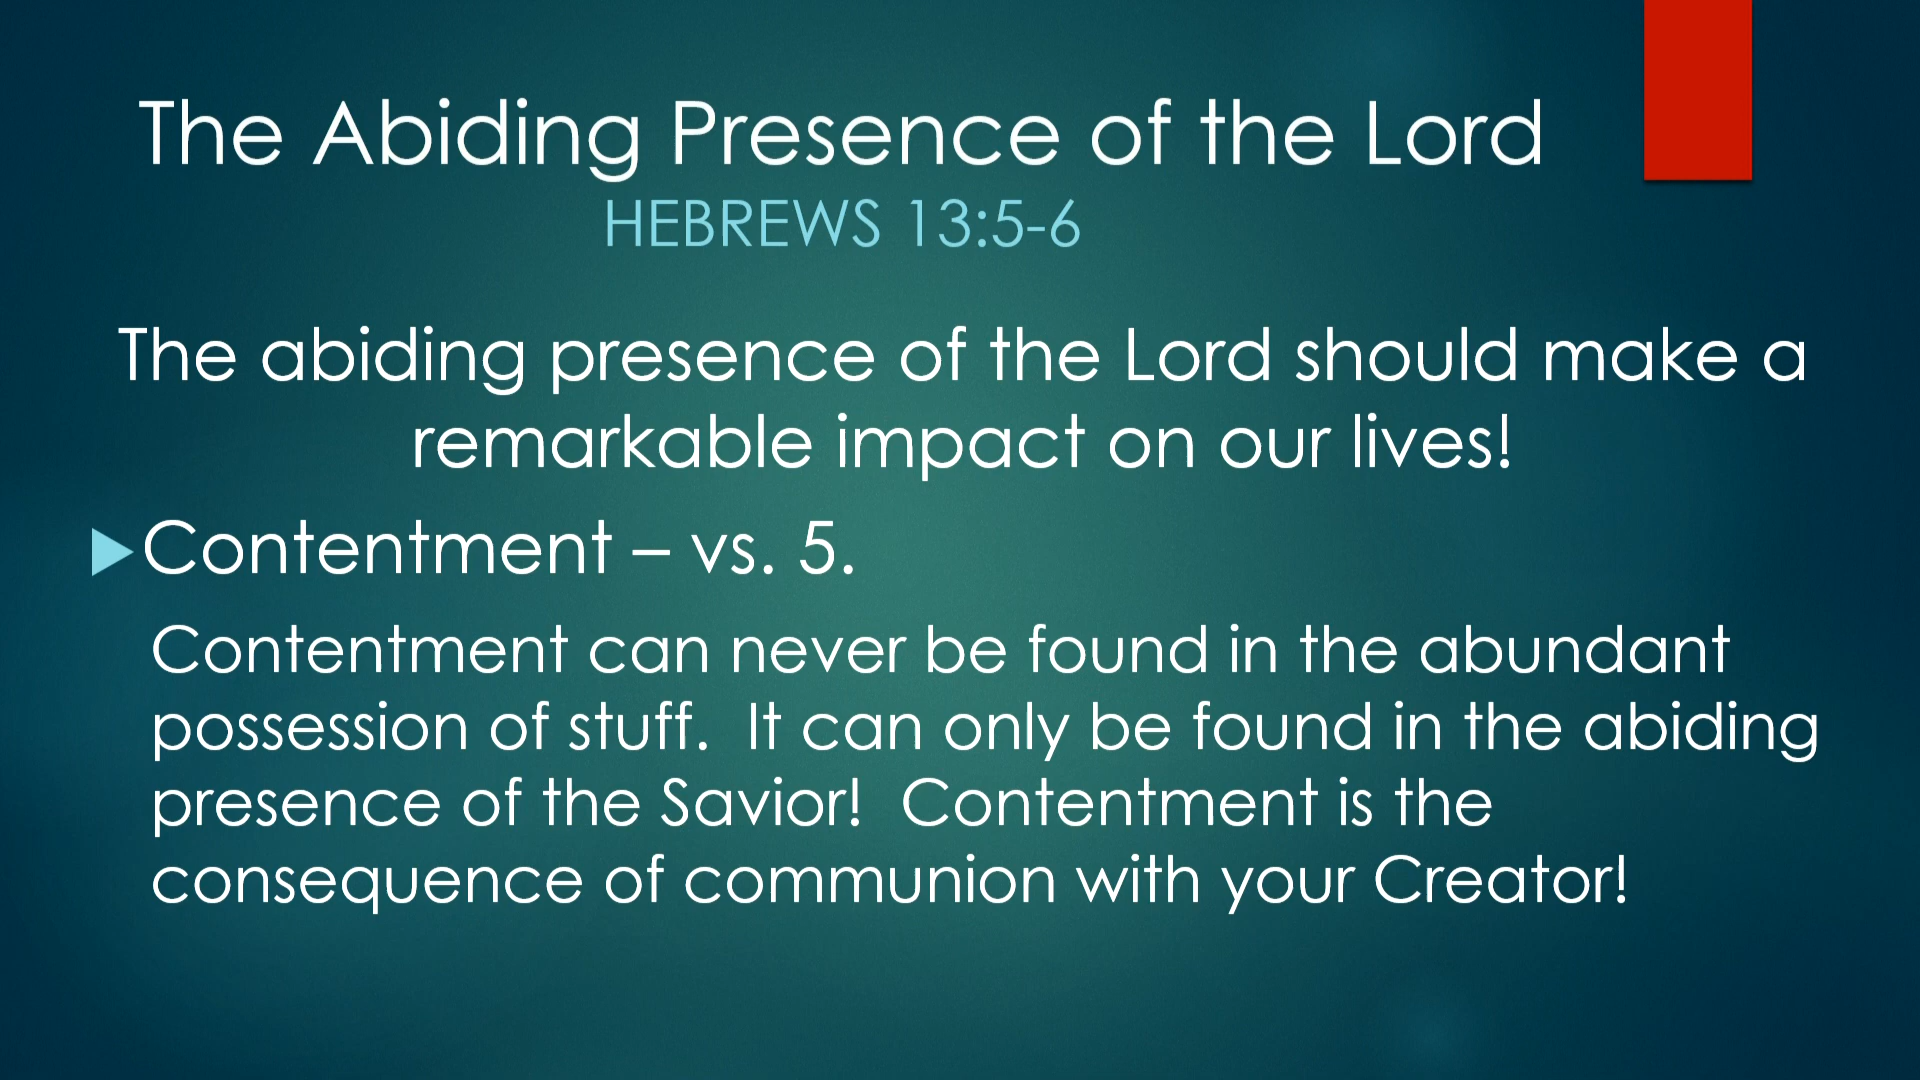 The Abiding Presence of the Lord
HEBREWS 13:5-6
The abiding presence of the Lord should make a
remarkable impact on our lives!
Contentment – vs. 5.
Contentment can never be found in the abundant
possession of stuff.  It can only be found in the abiding
presence of the Savior!  Contentment is the
consequence of communion with your Creator!